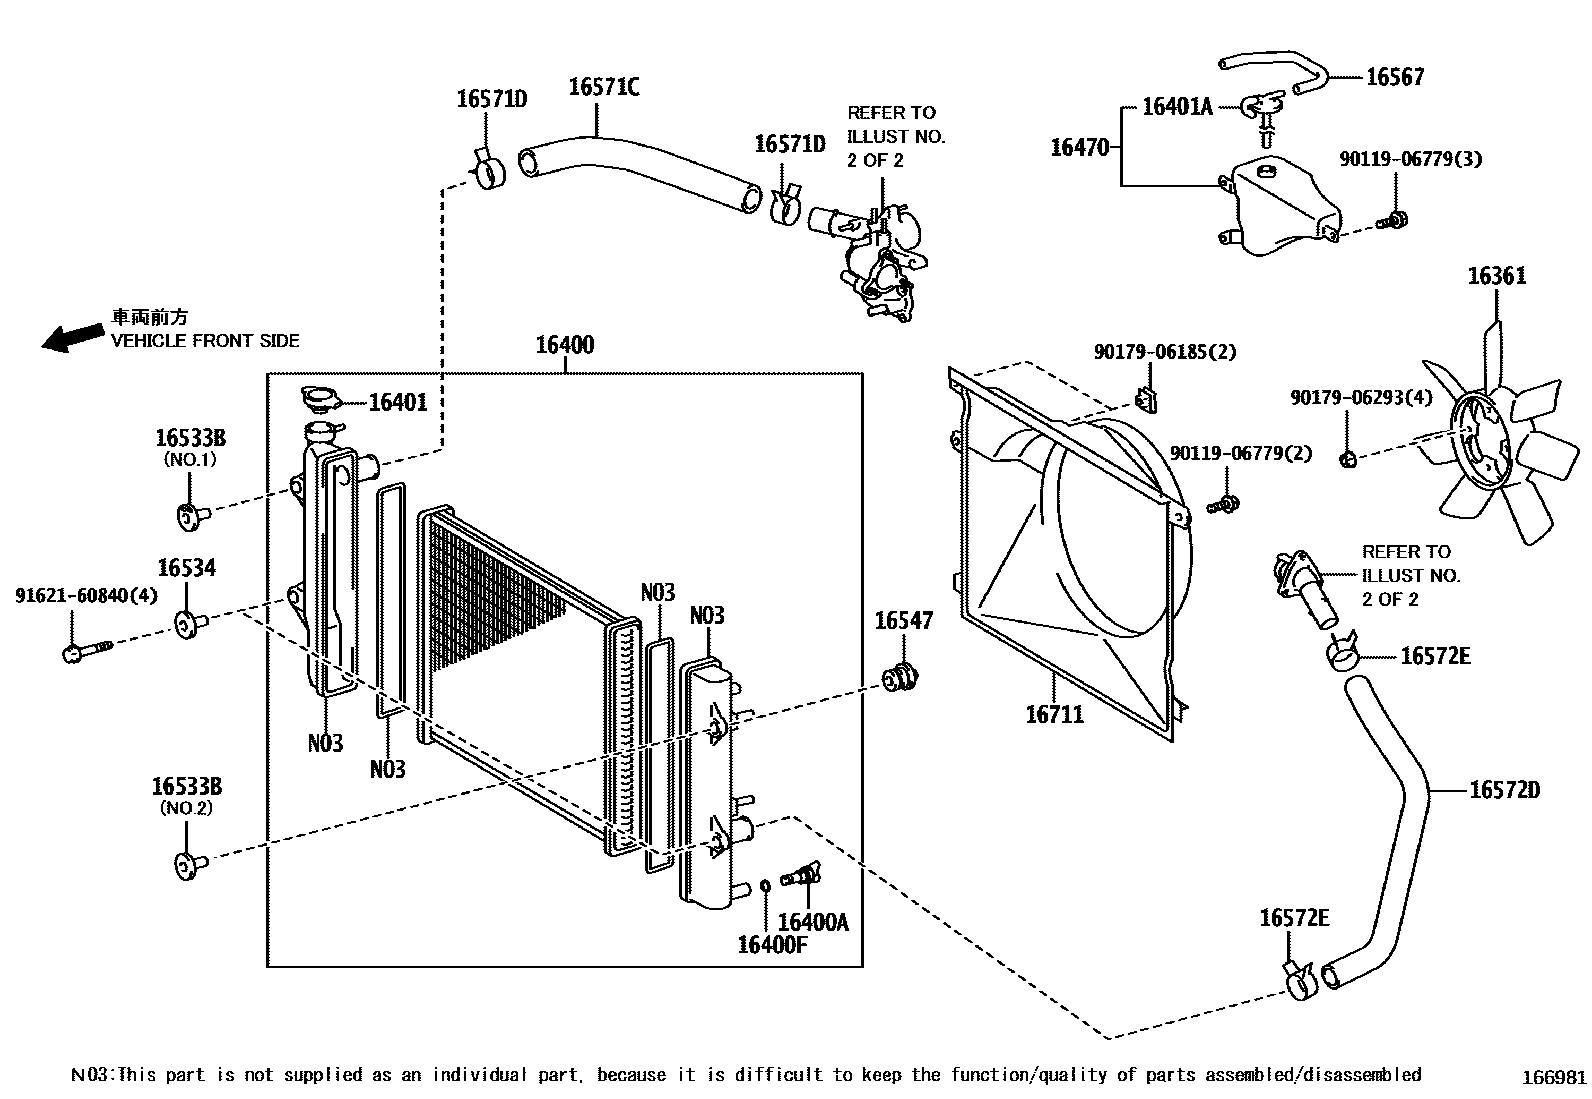 16571D
16571C
16571D
REFER TO
ILLUST NO.
2 OF 2
16567
16401A
16470
90119-06779(3)
16361
車両前方
VEHICLE FRONT SIDE
16400
90179-06185(2)
90179-06293(4)
16401
16533B
(NO.1)
90119-06779(2)
16534
91621-60840(4)
N03
N03
16547
REFER TO
ILLUST NO.
2 OF 2
16572E
16711
N03
N03
16533B
(NO.2)
16572D
16400A
16400F
16572E
N03:This part is not supplied as an individual part, because it is difficult to keep the function/quality of parts assembled/disassembled
166981